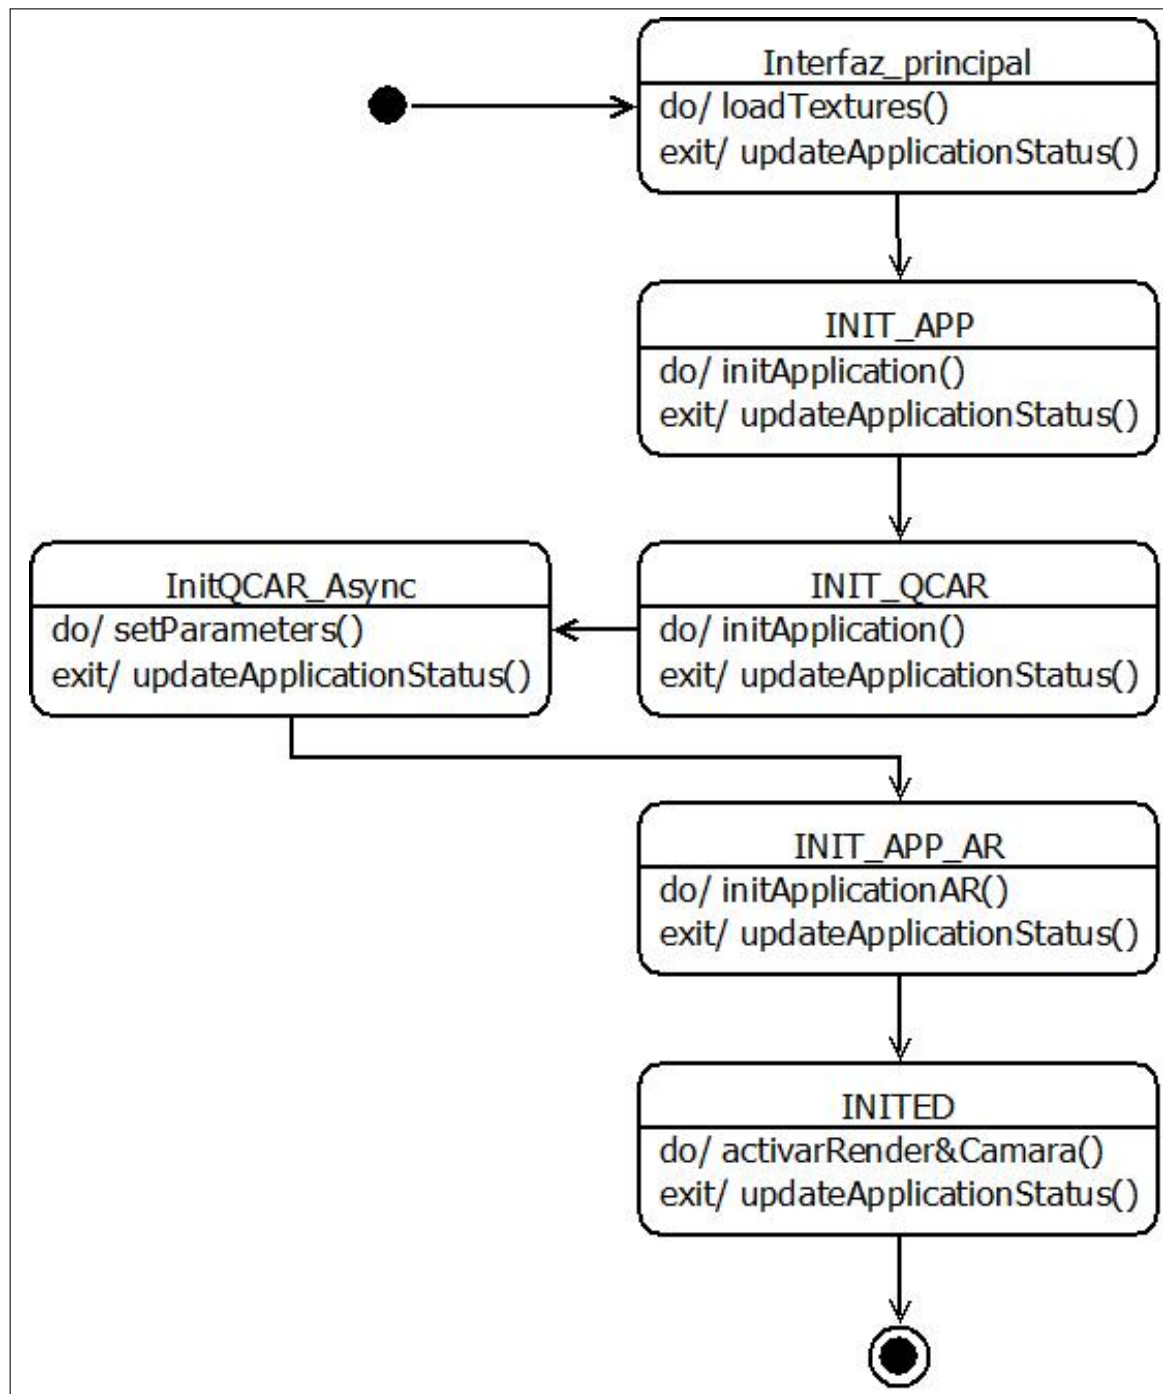 Interfaz_principal
do/ loadTextures()
exit/ updateApplicationStatus()
INIT_APP
do/ initApplication()
exit/ updateApplicationStatus()
INIT_QCAR
do/ initApplication()
exit/ updateApplicationStatus()
InitQCAR_Async
do/ setParameters()
exit/ updateApplicationStatus()
INIT_APP_AR
do/ initApplicationAR()
exit/ updateApplicationStatus()
INITED
do/ activarRender&Camara()
exit/ updateApplicationStatus()